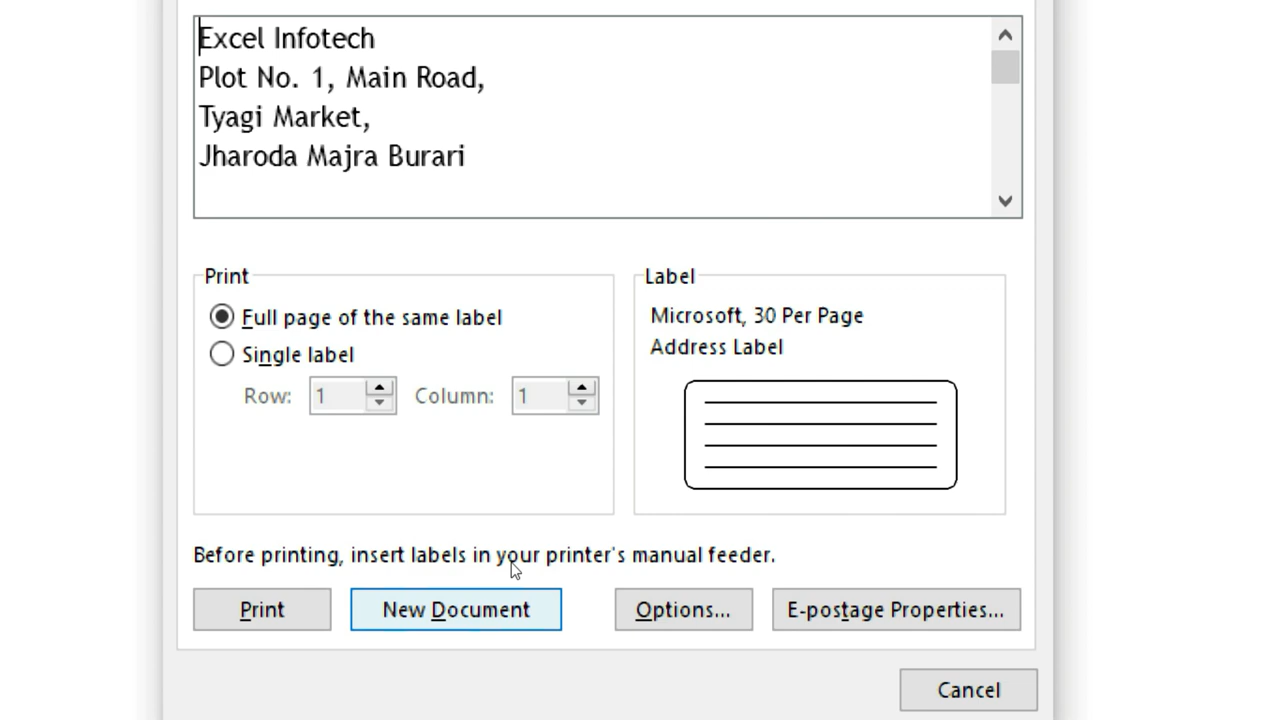 Excel Infotech
Plot No. 1, Main Road,
Tyagi Market,
Jharoda Majra Burari
Print
Label
Full page of the same label
Single label
Row: 1 Column: 1
Microsoft, 30 Per Page
Address Label
Before printing, insert labels in your printer's manual feeder.
Print New Document Options... E-postage Properties...
Cancel